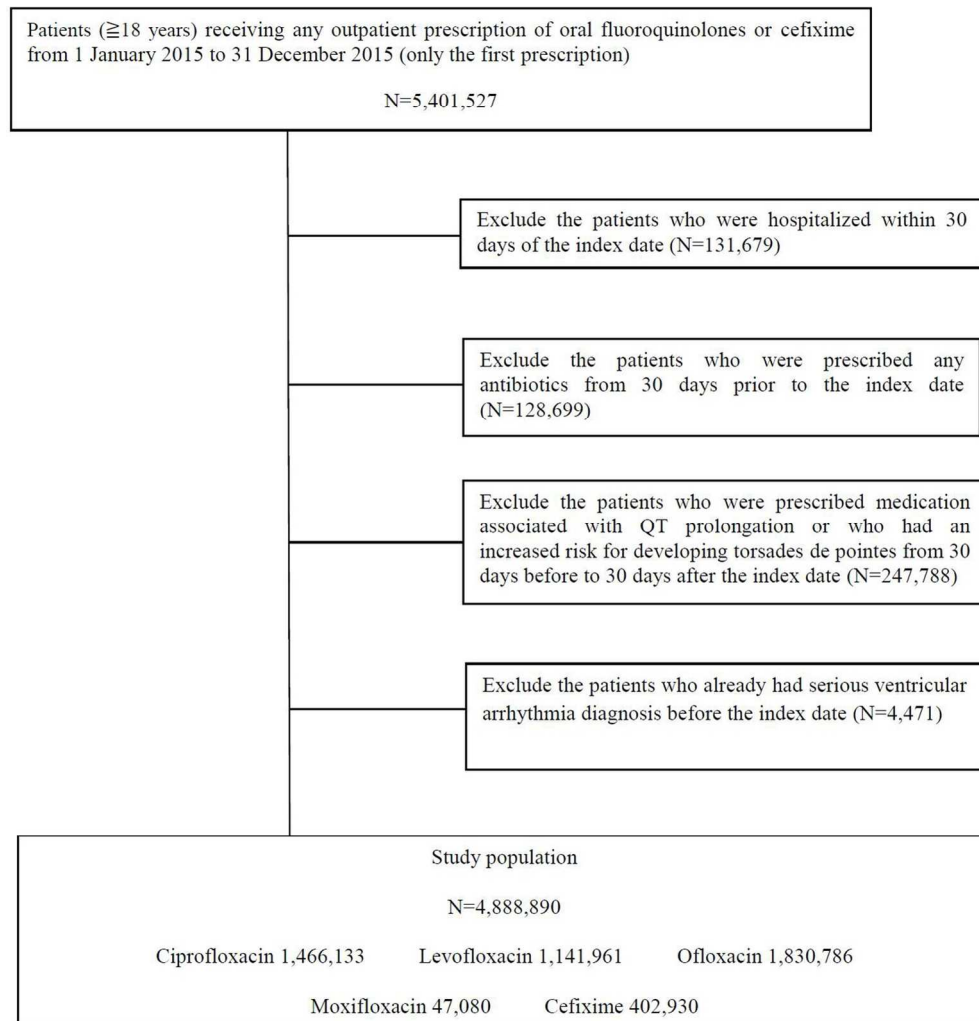 Patients (≧18 years) receiving any outpatient prescription of oral fluoroquinolones or cefixime
from 1 January 2015 to 31 December 2015 (only the first prescription)
N=5,401,527
Exclude the patients who were hospitalized within 30
days of the index date (N=131,679)
Exclude the patients who were prescribed any
antibiotics from 30 days prior to the index date
(N=128,699)
Exclude the patients who were prescribed medication
associated with QT prolongation or who had an
increased risk for developing torsades de pointes from 30
days before to 30 days after the index date (N=247,788)
Exclude the patients who already had serious ventricular
arrhythmia diagnosis before the index date (N=4,471)
Study population
N=4,888,890
Ciprofloxacin 1,466,133 Levofloxacin 1,141,961 Ofloxacin 1,830,786
Moxifloxacin 47,080 Cefixime 402,930